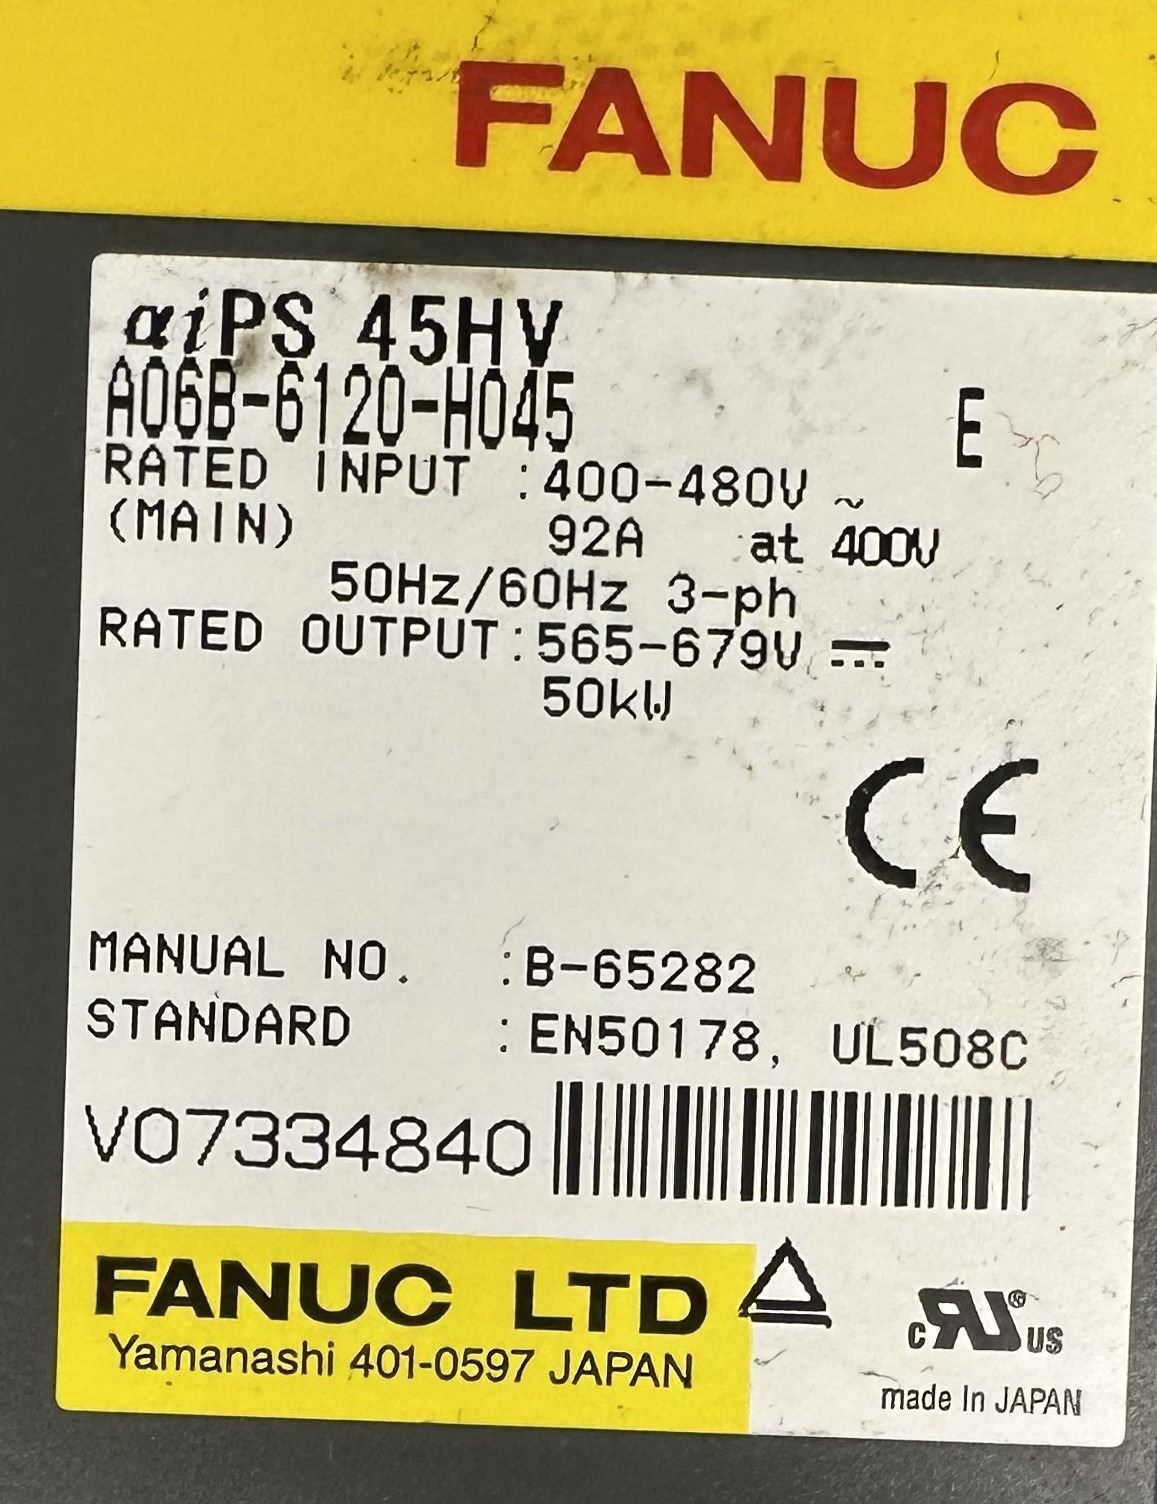 FANUC
αiPS 45HV
A06B-6120-H045
E
RATED INPUT :400-480V ~
(MAIN) 92A at 400V
50Hz/60Hz 3-ph
RATED OUTPUT:565-679V ⎓
50kW
CE
MANUAL NO. :B-65282
STANDARD :EN50178, UL508C
V07334840
FANUC LTD
Yamanashi 401-0597 JAPAN
c RU ® US
made In JAPAN